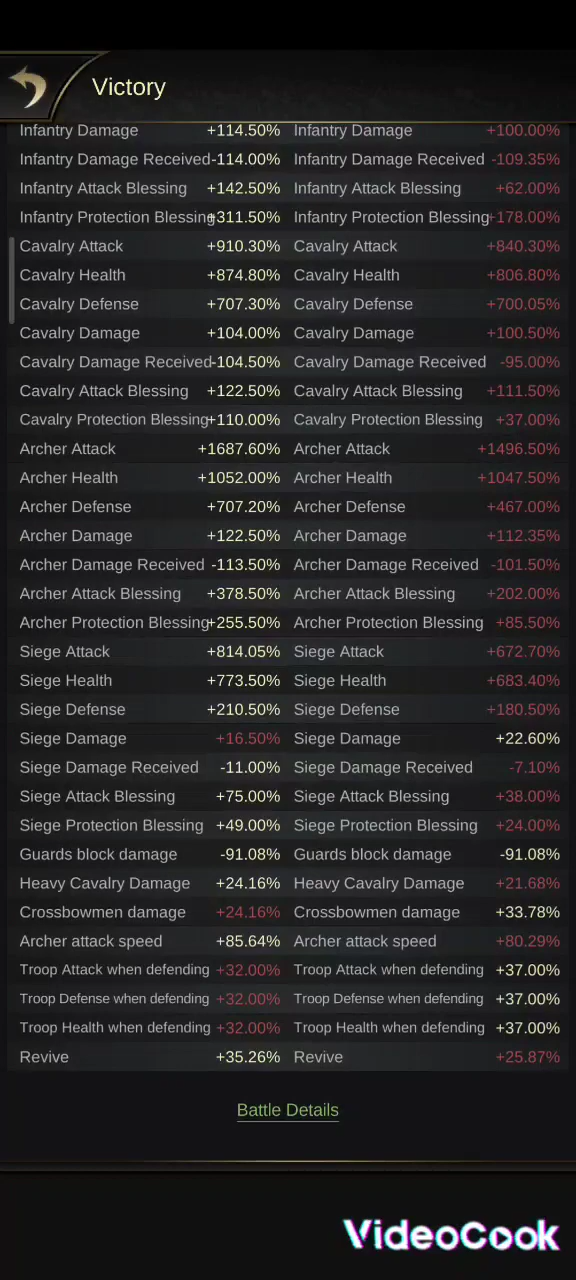 Victory
Infantry Damage +114.50% Infantry Damage +100.00%
Infantry Damage Received -114.00% Infantry Damage Received -109.35%
Infantry Attack Blessing +142.50% Infantry Attack Blessing +62.00%
Infantry Protection Blessing +311.50% Infantry Protection Blessing +178.00%
Cavalry Attack +910.30% Cavalry Attack +840.30%
Cavalry Health +874.80% Cavalry Health +806.80%
Cavalry Defense +707.30% Cavalry Defense +700.05%
Cavalry Damage +104.00% Cavalry Damage +100.50%
Cavalry Damage Received -104.50% Cavalry Damage Received -95.00%
Cavalry Attack Blessing +122.50% Cavalry Attack Blessing +111.50%
Cavalry Protection Blessing +110.00% Cavalry Protection Blessing +37.00%
Archer Attack +1687.60% Archer Attack +1496.50%
Archer Health +1052.00% Archer Health +1047.50%
Archer Defense +707.20% Archer Defense +467.00%
Archer Damage +122.50% Archer Damage +112.35%
Archer Damage Received -113.50% Archer Damage Received -101.50%
Archer Attack Blessing +378.50% Archer Attack Blessing +202.00%
Archer Protection Blessing +255.50% Archer Protection Blessing +85.50%
Siege Attack +814.05% Siege Attack +672.70%
Siege Health +773.50% Siege Health +683.40%
Siege Defense +210.50% Siege Defense +180.50%
Siege Damage +16.50% Siege Damage +22.60%
Siege Damage Received -11.00% Siege Damage Received -7.10%
Siege Attack Blessing +75.00% Siege Attack Blessing +38.00%
Siege Protection Blessing +49.00% Siege Protection Blessing +24.00%
Guards block damage -91.08% Guards block damage -91.08%
Heavy Cavalry Damage +24.16% Heavy Cavalry Damage +21.68%
Crossbowmen damage +24.16% Crossbowmen damage +33.78%
Archer attack speed +85.64% Archer attack speed +80.29%
Troop Attack when defending +32.00% Troop Attack when defending +37.00%
Troop Defense when defending +32.00% Troop Defense when defending +37.00%
Troop Health when defending +32.00% Troop Health when defending +37.00%
Revive +35.26% Revive +25.87%
Battle Details
VideoCook